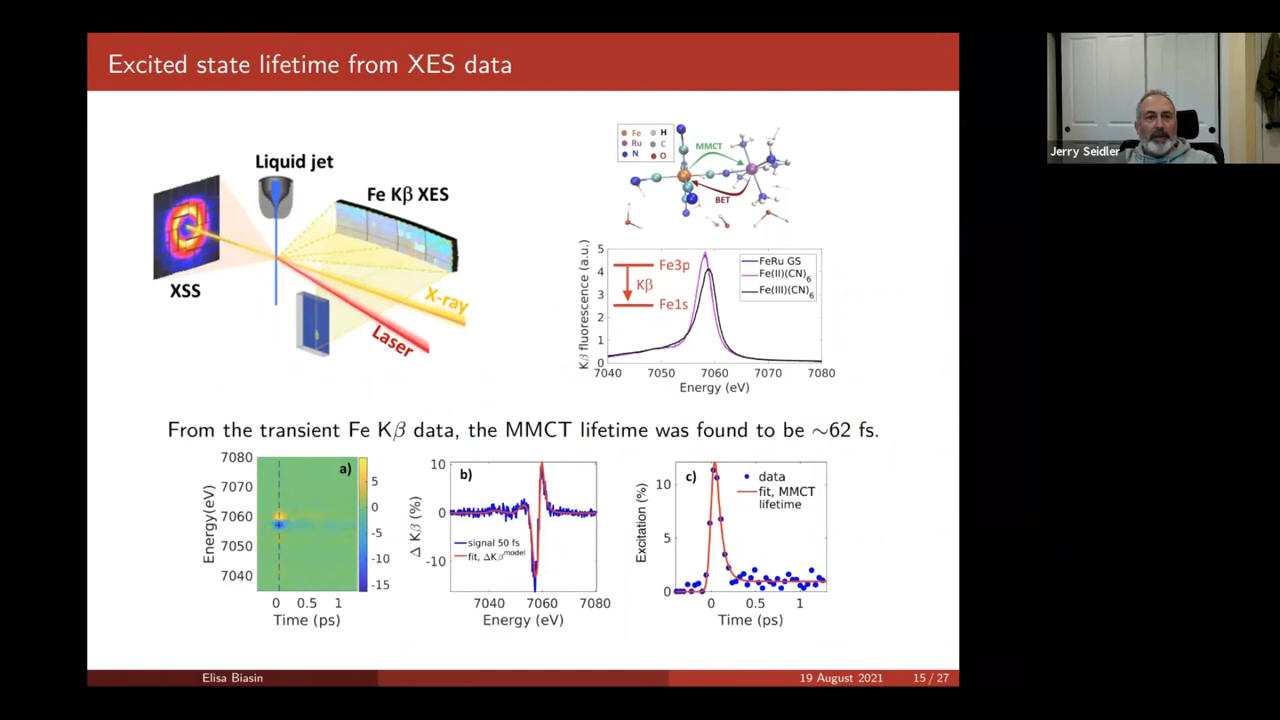 Excited state lifetime from XES data
Jerry Seidler
Liquid jet
Fe Kβ XES
XSS
X-ray
Laser
Fe H
Ru C
N O
MMCT
BET
Kβ fluorescence (a.u.)
5
4
3
2
1
0
Fe3p
Kβ
Fe1s
FeRu GS
Fe(II)(CN)6
Fe(III)(CN)6
7040 7050 7060 7070 7080
Energy (eV)
From the transient Fe Kβ data, the MMCT lifetime was found to be ~62 fs.
a)
Energy(eV)
7080
7070
7060
7050
7040
0 0.5 1
Time (ps)
5
0
-5
-10
-15
b)
Δ Kβ (%)
10
0
-10
signal 50 fs
fit, ΔKβmodel
7040 7060 7080
Energy (eV)
c)
Excitation (%)
10
5
0
data
fit, MMCT
lifetime
0 0.5 1
Time (ps)
Elisa Biasin 19 August 2021 15 / 27